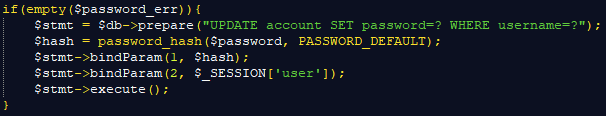 if(empty($password_err)){
$stmt = $db->prepare("UPDATE account SET password=? WHERE username=?");
$hash = password_hash($password, PASSWORD_DEFAULT);
$stmt->bindParam(1, $hash);
$stmt->bindParam(2, $_SESSION['user']);
$stmt->execute();
}